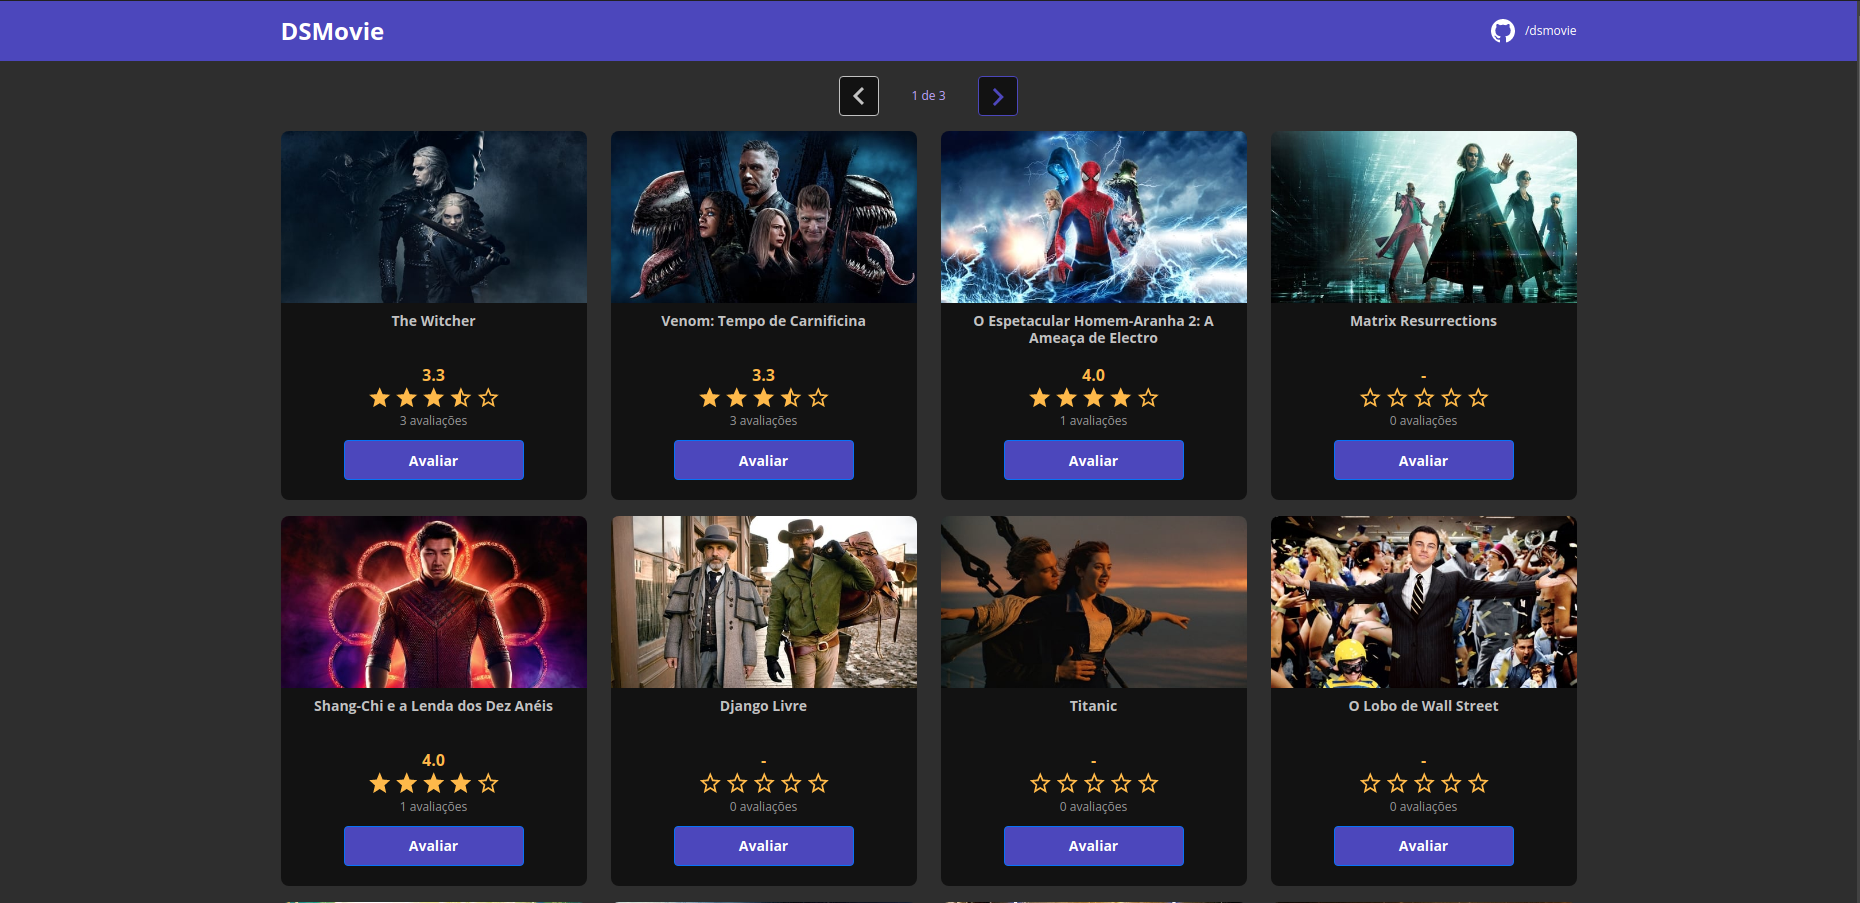 DSMovie
/dsmovie
1 de 3
The Witcher
3.3
3 avaliações
Avaliar
Venom: Tempo de Carnificina
3.3
3 avaliações
Avaliar
O Espetacular Homem-Aranha 2: A
Ameaça de Electro
4.0
1 avaliações
Avaliar
Matrix Resurrections
-
0 avaliações
Avaliar
Shang-Chi e a Lenda dos Dez Anéis
4.0
1 avaliações
Avaliar
Django Livre
-
0 avaliações
Avaliar
Titanic
-
0 avaliações
Avaliar
O Lobo de Wall Street
-
0 avaliações
Avaliar